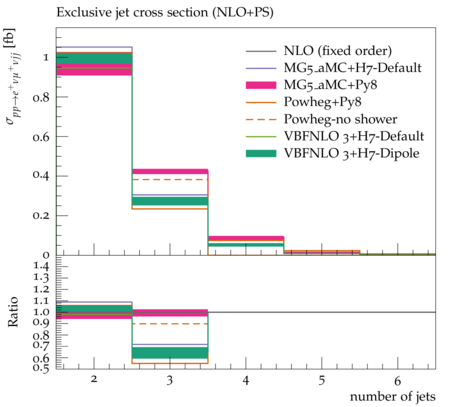 Exclusive jet cross section (NLO+PS)
σpp→e+νμ+νjj [fb]
NLO (fixed order)
MG5_aMC+H7-Default
MG5_aMC+Py8
Powheg+Py8
Powheg-no shower
VBFNLO 3+H7-Default
VBFNLO 3+H7-Dipole
1
0.8
0.6
0.4
0.2
0
Ratio
1.4
1.3
1.2
1.1
1.0
0.9
0.8
0.7
0.6
0.5
2 3 4 5 6
number of jets